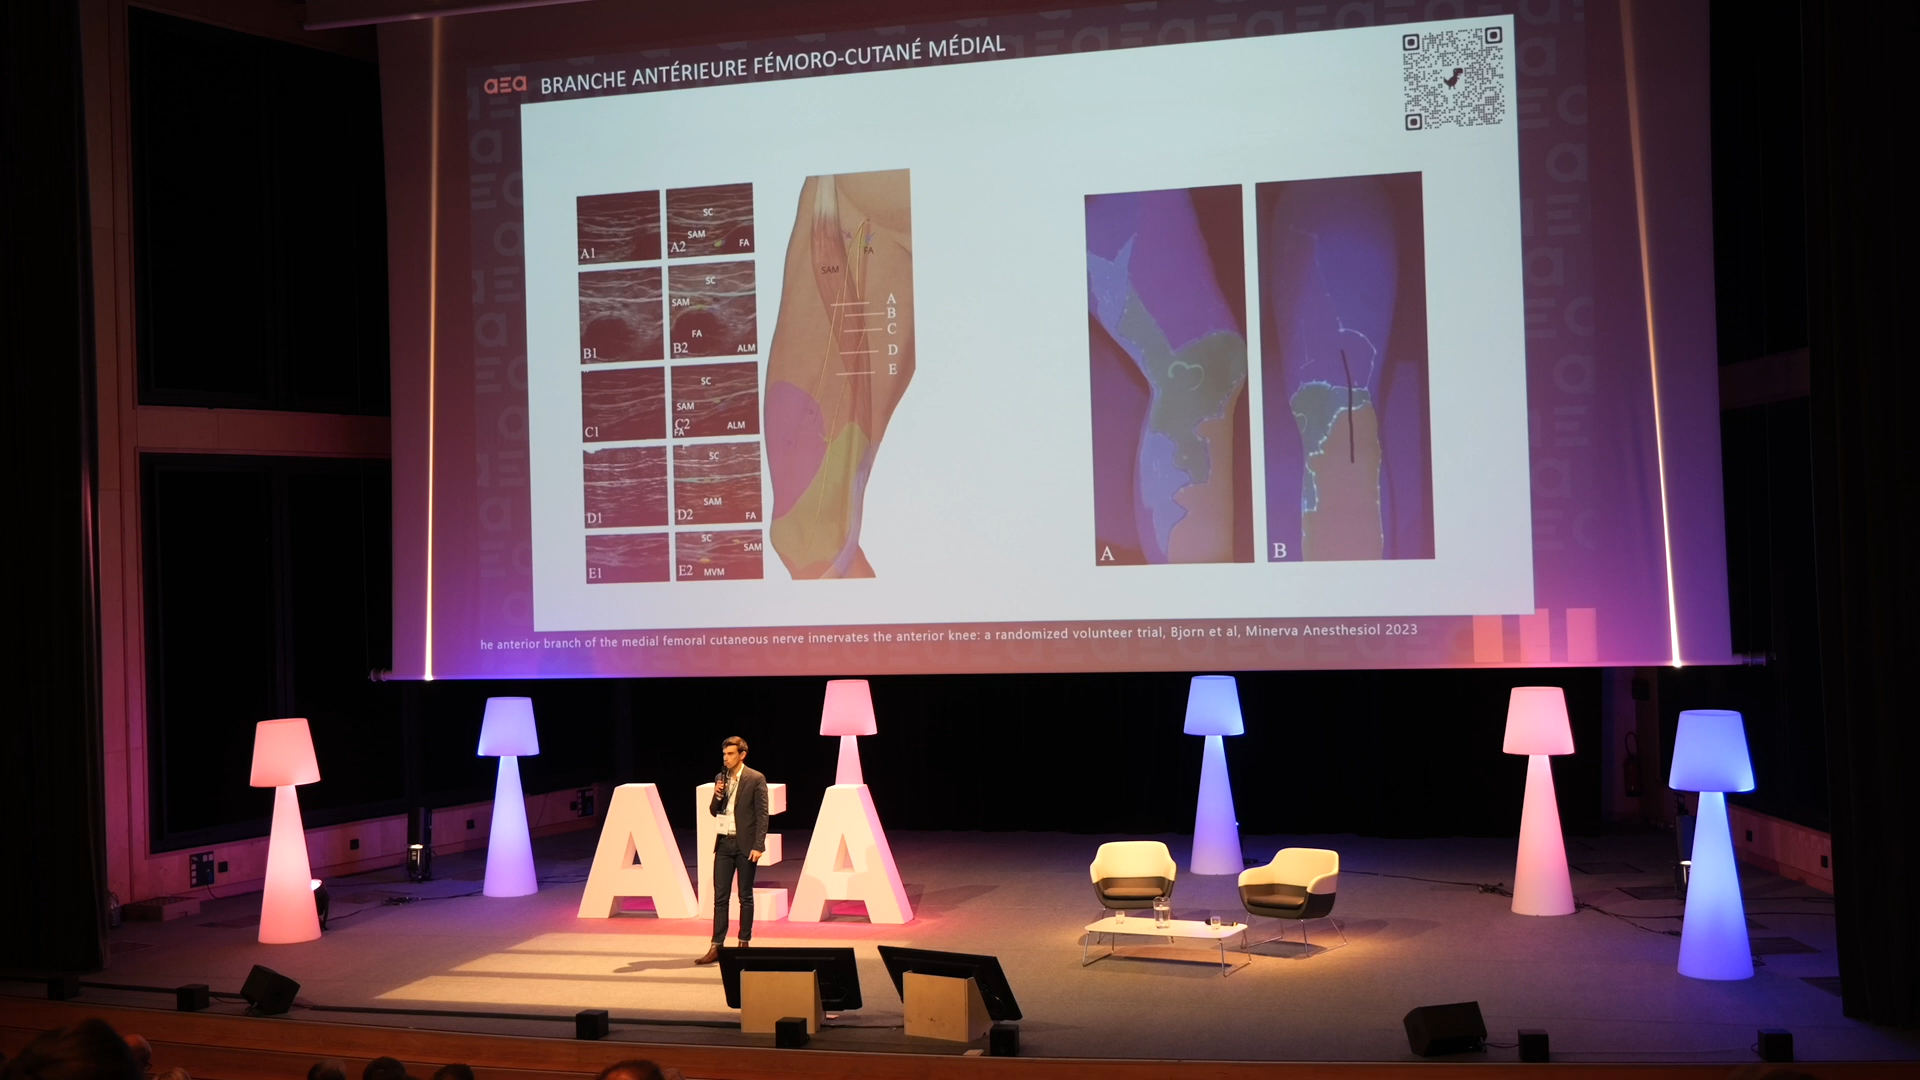 aea BRANCHE ANTÉRIEURE FÉMORO-CUTANÉ MÉDIAL
A1
SC
SAM
A2
FA
B1
SC
SAM
FA
B2
ALM
C1
SC
SAM
C2
FA
ALM
D1
SC
SAM
D2
FA
E1
SC
SAM
E2
MVM
FA
SAM
A
B
C
D
E
A
B
he anterior branch of the medial femoral cutaneous nerve innervates the anterior knee: a randomized volunteer trial, Bjorn et al, Minerva Anesthesiol 2023
AEA